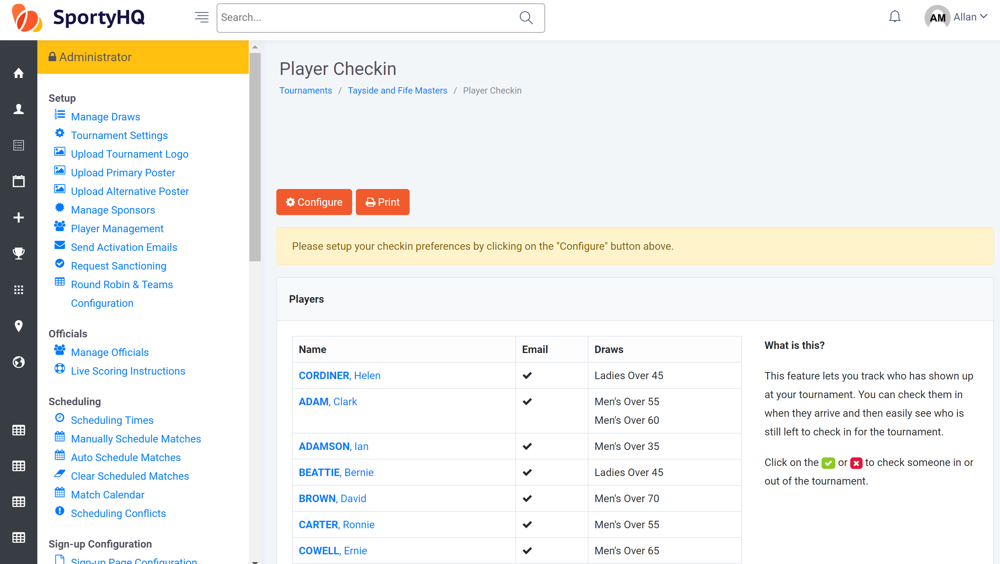 SportyHQ
Search...
AM Allan
Administrator
Setup
Manage Draws
Tournament Settings
Upload Tournament Logo
Upload Primary Poster
Upload Alternative Poster
Manage Sponsors
Player Management
Send Activation Emails
Request Sanctioning
Round Robin & Teams
Configuration
Officials
Manage Officials
Live Scoring Instructions
Scheduling
Scheduling Times
Manually Schedule Matches
Auto Schedule Matches
Clear Scheduled Matches
Match Calendar
Scheduling Conflicts
Sign-up Configuration
Sign-up Page Configuration
Player Checkin
Tournaments / Tayside and Fife Masters / Player Checkin
Configure Print
Please setup your checkin preferences by clicking on the "Configure" button above.
Players
Name Email Draws
CORDINER, Helen Ladies Over 45
ADAM, Clark Men's Over 55
Men's Over 60
ADAMSON, Ian Men's Over 35
BEATTIE, Bernie Ladies Over 45
BROWN, David Men's Over 70
CARTER, Ronnie Men's Over 55
COWELL, Ernie Men's Over 65
What is this?
This feature lets you track who has shown up
at your tournament. You can check them in
when they arrive and then easily see who is
still left to check in for the tournament.
Click on the or to check someone in or
out of the tournament.